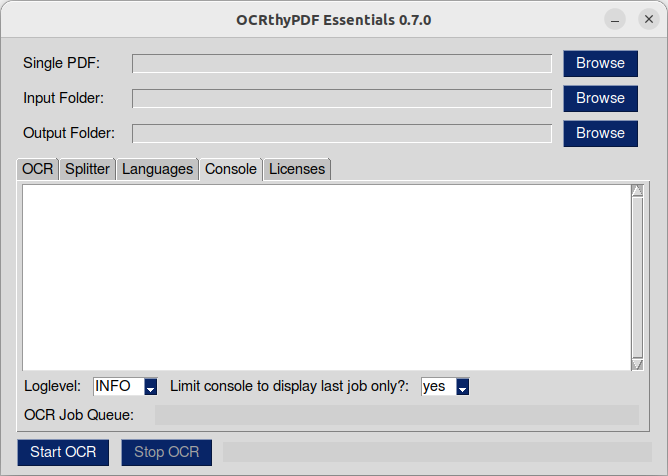 OCRthyPDF Essentials 0.7.0
Single PDF: Browse
Input Folder: Browse
Output Folder: Browse
OCR Splitter Languages Console Licenses
Loglevel: INFO Limit console to display last job only?: yes
OCR Job Queue:
Start OCR Stop OCR